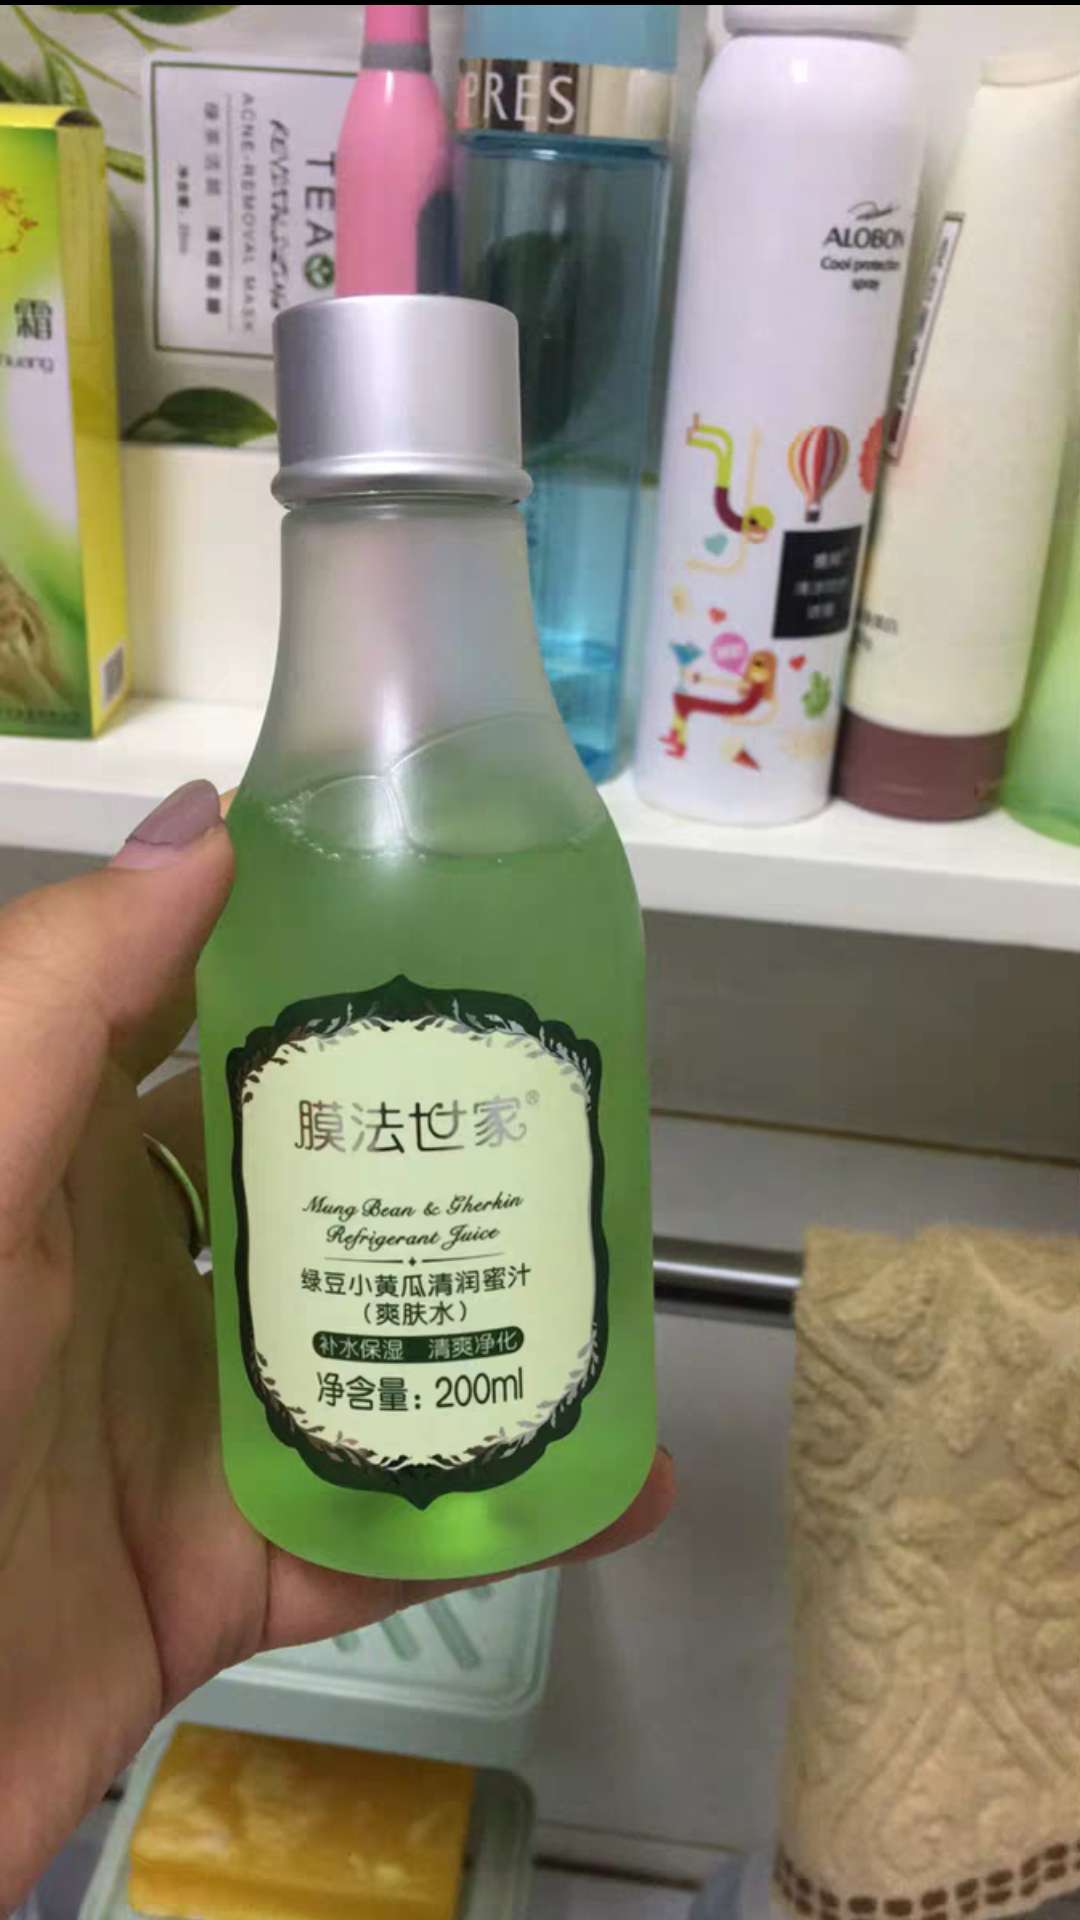 PRES
TEA
REVITALIZING
ACNE-REMOVAL MASK
ALOBON
Cool protection
spray
霜
膜法世家®
Mung Bean & Gherkin
Refrigerant Juice
绿豆小黄瓜清润蜜汁
（爽肤水）
补水保湿 清爽净化
净含量：200ml